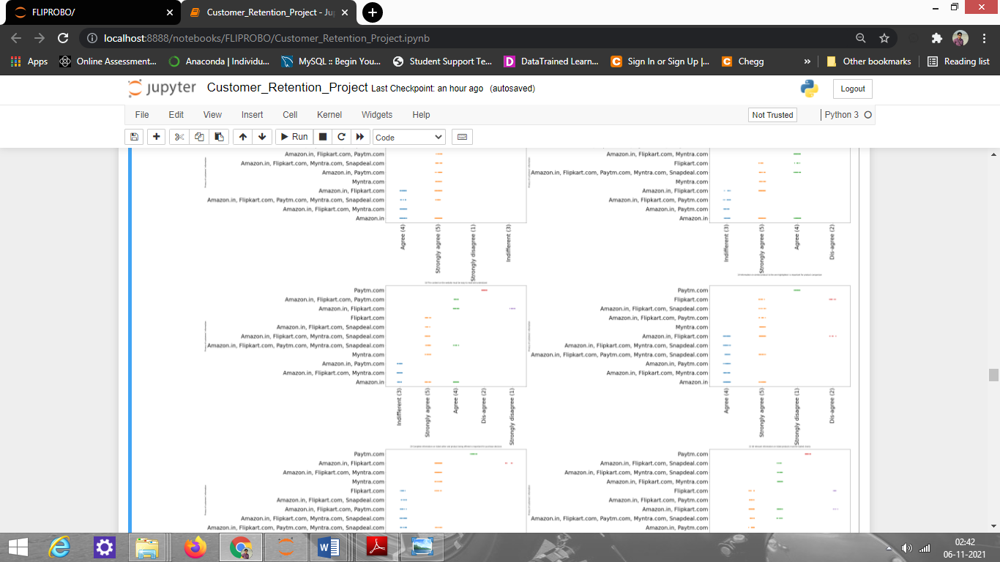 FLIPROBO/
Customer_Retention_Project - Ju
localhost:8888/notebooks/FLIPROBO/Customer_Retention_Project.ipynb
Apps
Online Assessment...
Anaconda | Individu...
MySQL :: Begin You...
Student Support Te...
DataTrained Learn...
Sign In or Sign Up |...
Chegg
»
Other bookmarks
Reading list
jupyter Customer_Retention_Project Last Checkpoint: an hour ago (autosaved)
Logout
File Edit View Insert Cell Kernel Widgets Help
Not Trusted
Python 3
Run
Code
Amazon.in, Flipkart.com, Paytm.com
Amazon.in, Flipkart.com, Myntra.com, Snapdeal.com
Amazon.in, Paytm.com
Myntra.com
Amazon.in, Flipkart.com
Amazon.in, Flipkart.com, Paytm.com, Myntra.com, Snapdeal.com
Amazon.in, Flipkart.com, Myntra.com
Amazon.in
Agree (4)
Strongly agree (5)
Strongly disagree (1)
Indifferent (3)
Amazon.in, Flipkart.com, Myntra.com
Flipkart.com
Amazon.in, Flipkart.com, Paytm.com, Myntra.com, Snapdeal.com
Myntra.com
Amazon.in, Flipkart.com
Amazon.in, Flipkart.com, Paytm.com
Amazon.in, Paytm.com
Amazon.in
Indifferent (3)
Strongly agree (5)
Agree (4)
Dis-agree (2)
Paytm.com
Amazon.in, Flipkart.com, Paytm.com
Amazon.in, Flipkart.com
Flipkart.com
Amazon.in, Flipkart.com, Snapdeal.com
Amazon.in, Flipkart.com, Myntra.com, Snapdeal.com
Amazon.in, Flipkart.com, Paytm.com, Myntra.com, Snapdeal.com
Myntra.com
Amazon.in, Paytm.com
Amazon.in, Flipkart.com, Myntra.com
Amazon.in
Indifferent (3)
Strongly agree (5)
Agree (4)
Dis-agree (2)
Strongly disagree (1)
Paytm.com
Flipkart.com
Amazon.in, Flipkart.com, Snapdeal.com
Amazon.in, Flipkart.com, Paytm.com
Myntra.com
Amazon.in, Flipkart.com
Amazon.in, Flipkart.com, Myntra.com, Snapdeal.com
Amazon.in, Flipkart.com, Paytm.com, Myntra.com, Snapdeal.com
Amazon.in, Paytm.com
Amazon.in, Flipkart.com, Myntra.com
Amazon.in
Agree (4)
Strongly agree (5)
Strongly disagree (1)
Dis-agree (2)
Paytm.com
Amazon.in, Flipkart.com
Amazon.in, Flipkart.com, Myntra.com
Myntra.com
Flipkart.com
Amazon.in, Flipkart.com, Snapdeal.com
Amazon.in, Flipkart.com, Paytm.com
Amazon.in, Flipkart.com, Myntra.com, Snapdeal.com
Amazon.in, Flipkart.com, Paytm.com, Myntra.com, Snapdeal.com
Paytm.com
Amazon.in, Flipkart.com, Snapdeal.com
Amazon.in, Flipkart.com, Myntra.com
Flipkart.com
Amazon.in, Flipkart.com, Paytm.com
Amazon.in, Flipkart.com
Amazon.in, Flipkart.com, Paytm.com, Myntra.com, Snapdeal.com
Amazon.in, Paytm.com
02:42
06-11-2021